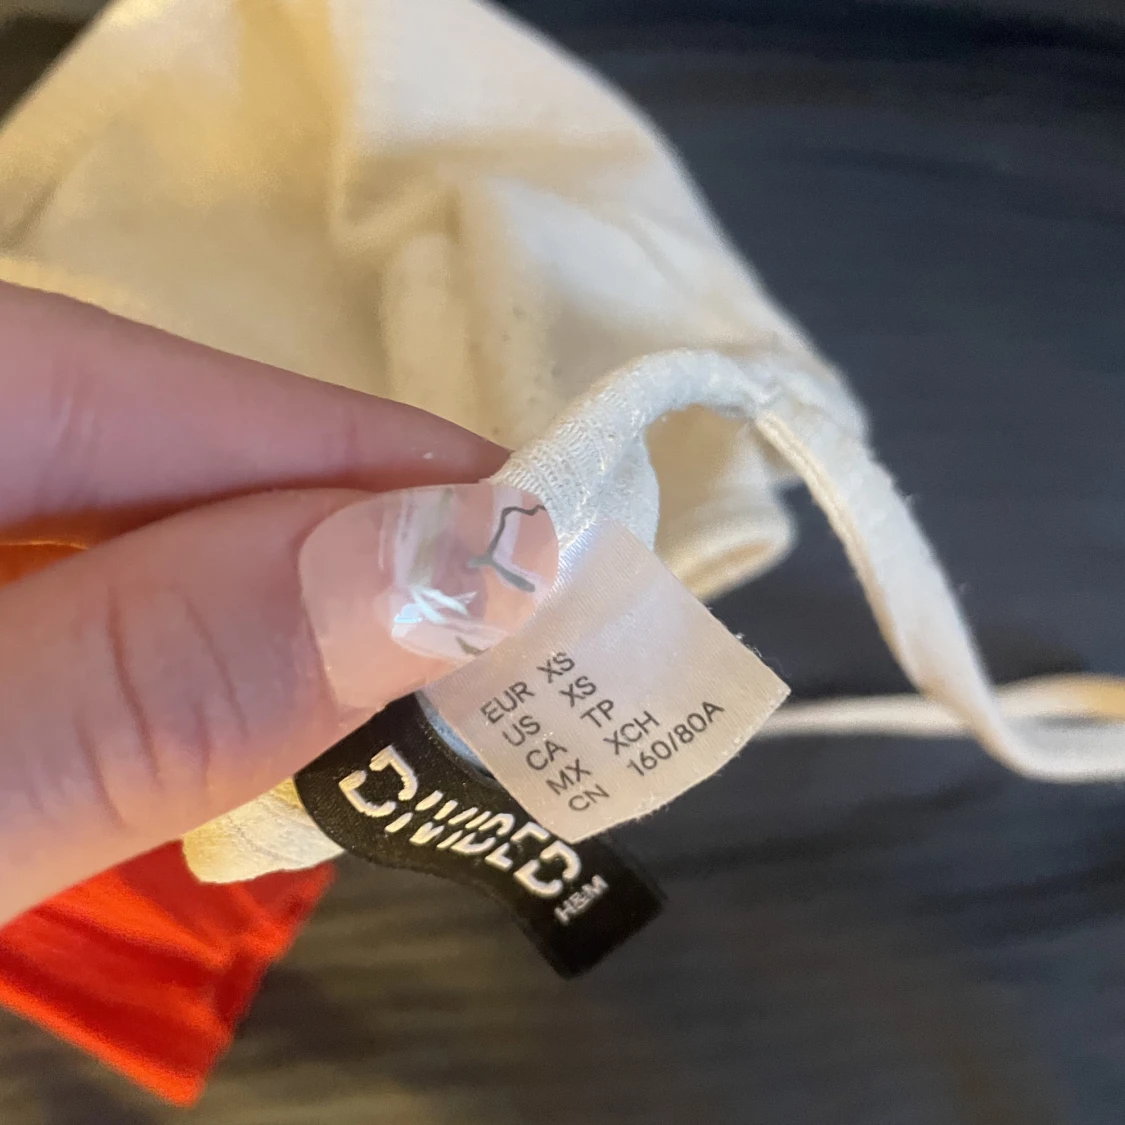 EUR XS
US XS
CA TP
MX XCH
CN 160/80A
DIVIDED
H&M